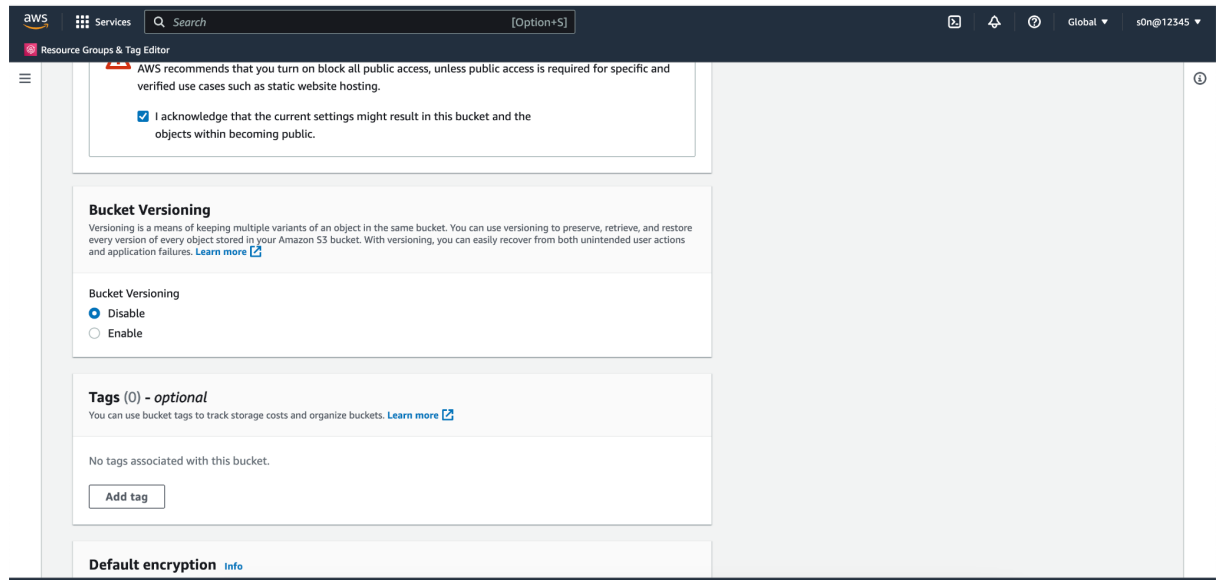 aws
Services
Search
[Option+S]
Global ▼
s0n@12345 ▼
Resource Groups & Tag Editor
AWS recommends that you turn on block all public access, unless public access is required for specific and
verified use cases such as static website hosting.
I acknowledge that the current settings might result in this bucket and the
objects within becoming public.
Bucket Versioning
Versioning is a means of keeping multiple variants of an object in the same bucket. You can use versioning to preserve, retrieve, and restore
every version of every object stored in your Amazon S3 bucket. With versioning, you can easily recover from both unintended user actions
and application failures. Learn more
Bucket Versioning
Disable
Enable
Tags (0) - optional
You can use bucket tags to track storage costs and organize buckets. Learn more
No tags associated with this bucket.
Add tag
Default encryption Info